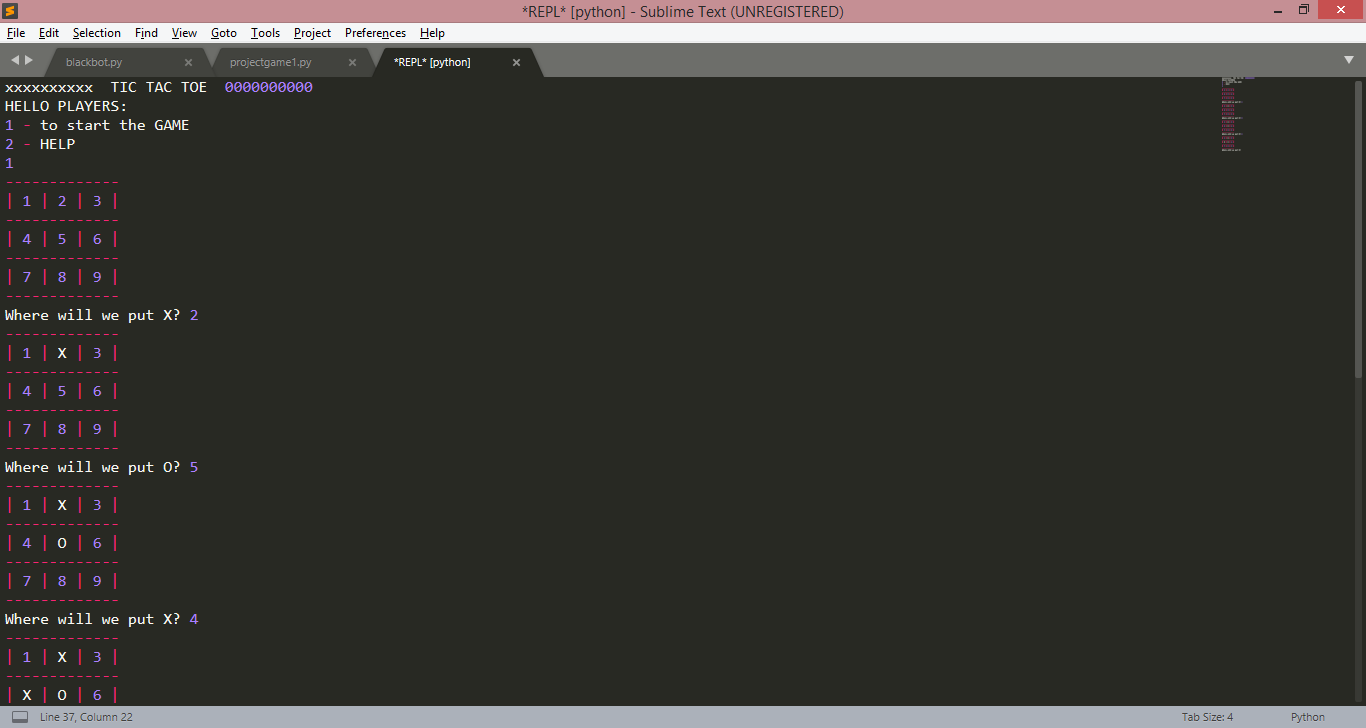 *REPL* [python] - Sublime Text (UNREGISTERED)
File Edit Selection Find View Goto Tools Project Preferences Help
blackbot.py projectgame1.py *REPL* [python]
xxxxxxxxxx  TIC TAC TOE  0000000000
HELLO PLAYERS:
1 - to start the GAME
2 - HELP
1
-------------
| 1 | 2 | 3 |
-------------
| 4 | 5 | 6 |
-------------
| 7 | 8 | 9 |
-------------
Where will we put X? 2
-------------
| 1 | X | 3 |
-------------
| 4 | 5 | 6 |
-------------
| 7 | 8 | 9 |
-------------
Where will we put O? 5
-------------
| 1 | X | 3 |
-------------
| 4 | O | 6 |
-------------
| 7 | 8 | 9 |
-------------
Where will we put X? 4
-------------
| 1 | X | 3 |
-------------
| X | O | 6 |
Line 37, Column 22 Tab Size: 4 Python